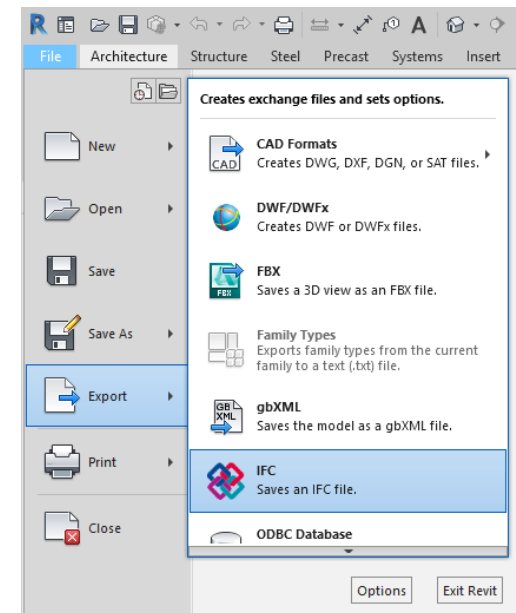 R
A
File Architecture Structure Steel Precast Systems Insert
Creates exchange files and sets options.
New
Open
Save
Save As
Export
Print
Close
CAD
CAD Formats
Creates DWG, DXF, DGN, or SAT files.
DWF/DWFx
Creates DWF or DWFx files.
FBX
FBX
Saves a 3D view as an FBX file.
Family Types
Exports family types from the current
family to a text (.txt) file.
GB
XML
gbXML
Saves the model as a gbXML file.
IFC
Saves an IFC file.
ODBC Database
Options Exit Revit